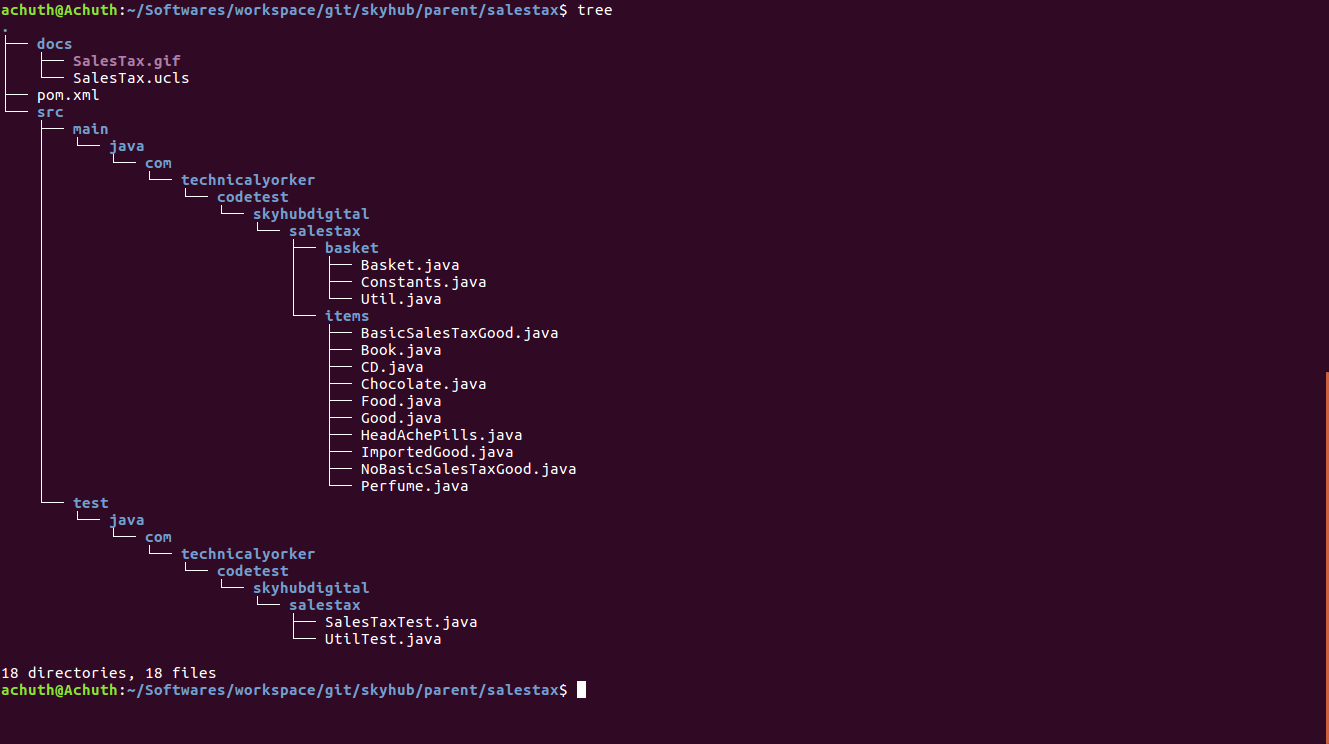 achuth@Achuth:~/Softwares/workspace/git/skyhub/parent/salestax$ tree
.
├── docs
│   ├── SalesTax.gif
│   └── SalesTax.ucls
├── pom.xml
└── src
    ├── main
    │   └── java
    │       └── com
    │           └── technicalyorker
    │               └── codetest
    │                   └── skyhubdigital
    │                       └── salestax
    │                           ├── basket
    │                           │   ├── Basket.java
    │                           │   ├── Constants.java
    │                           │   └── Util.java
    │                           └── items
    │                               ├── BasicSalesTaxGood.java
    │                               ├── Book.java
    │                               ├── CD.java
    │                               ├── Chocolate.java
    │                               ├── Food.java
    │                               ├── Good.java
    │                               ├── HeadAchePills.java
    │                               ├── ImportedGood.java
    │                               ├── NoBasicSalesTaxGood.java
    │                               └── Perfume.java
    └── test
        └── java
            └── com
                └── technicalyorker
                    └── codetest
                        └── skyhubdigital
                            └── salestax
                                ├── SalesTaxTest.java
                                └── UtilTest.java
18 directories, 18 files
achuth@Achuth:~/Softwares/workspace/git/skyhub/parent/salestax$